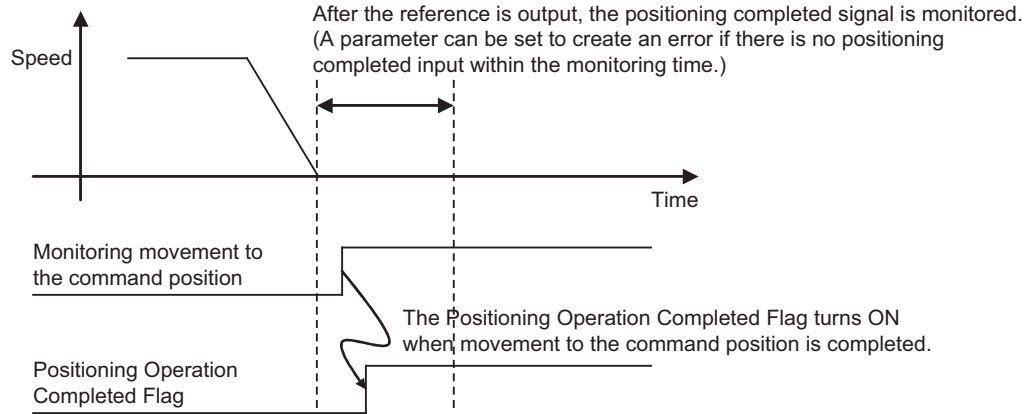 After the reference is output, the positioning completed signal is monitored.
(A parameter can be set to create an error if there is no positioning
completed input within the monitoring time.)
Speed
Time
Monitoring movement to
the command position
The Positioning Operation Completed Flag turns ON
when movement to the command position is completed.
Positioning Operation
Completed Flag